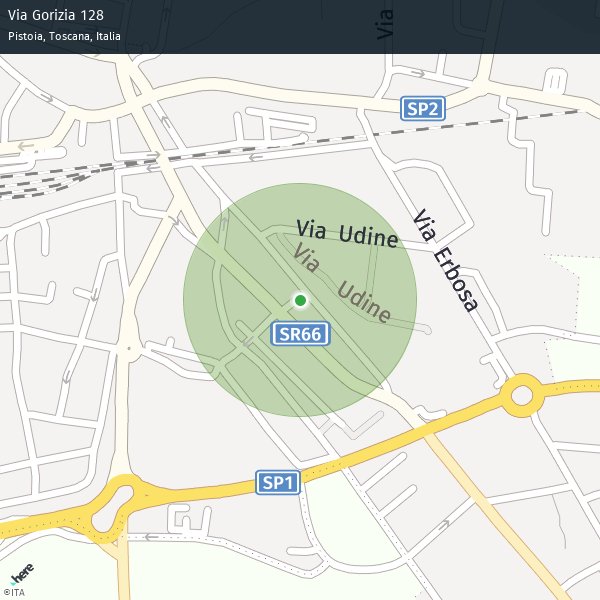 Via Gorizia 128
Pistoia, Toscana, Italia
Via
SP2
Via Udine
Via Erbosa
Via Udine
SR66
SP1
here
©ITA